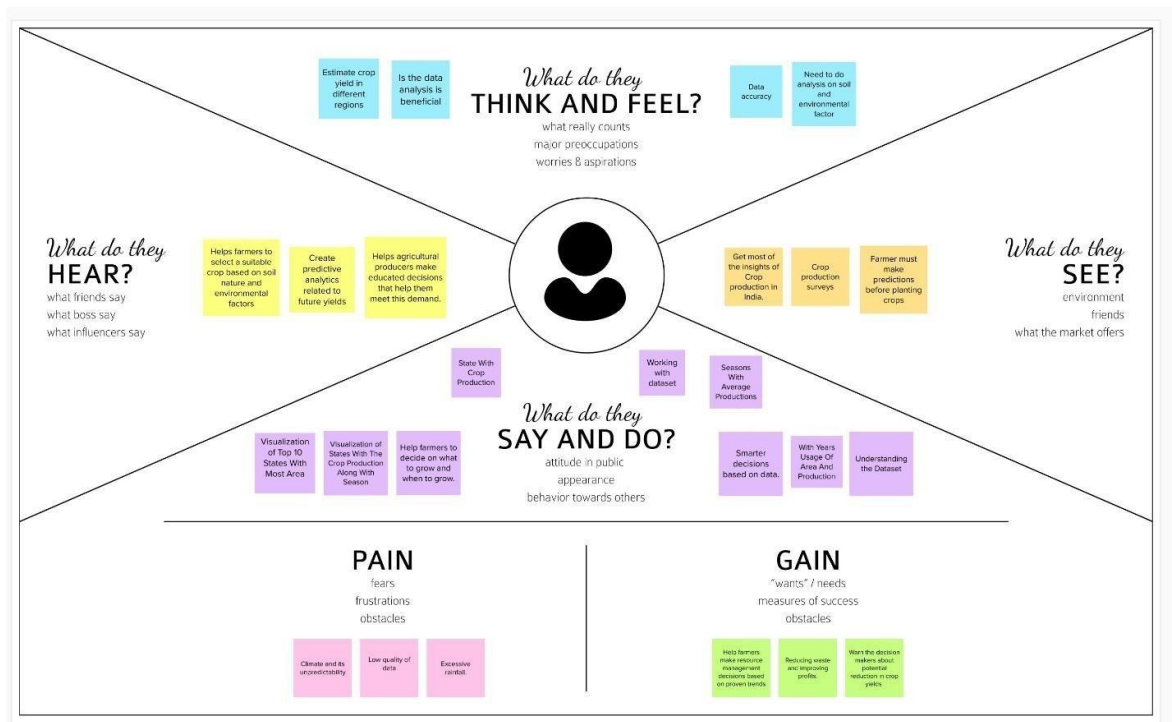 Estimate crop
yield in
different
regions
Is the data
analysis is
beneficial
What do they
THINK AND FEEL?
what really counts
major preoccupations
worries & aspirations
Data
accuracy
Need to do
analysis on soil
and
environmental
factor
What do they
HEAR?
what friends say
what boss say
what influencers say
Helps farmers to
select a suitable
crop based on soil
nature and
environmental
factors
Create
predictive
analytics
related to
future yields
Helps agricultural
producers make
educated decisions
that help them
meet this demand.
Get most of
the insights of
Crop
production in
India.
Crop
production
surveys
Farmer must
make
predictions
before planting
crops
What do they
SEE?
environment
friends
what the market offers
State With
Crop
Production
Working
with
dataset
Seasons
With
Average
Productions
What do they
SAY AND DO?
attitude in public
appearance
behavior towards others
Visualization
of Top 10
States With
Most Area
Visualization of
States With The
Crop Production
Along With
Season
Help farmers to
decide on what
to grow and
when to grow.
Smarter
decisions
based on data.
With Years
Usage Of
Area And
Production
Understanding
the Dataset
PAIN
fears
frustrations
obstacles
Climate and its
unpredictability
Low quality of
data
Excessive
rainfall.
GAIN
"wants" / needs
measures of success
obstacles
Help farmers
make resource
management
decisions based
on proven trends
Reducing waste
and improving
profits.
Warn the decision
makers about
potential
reduction in crop
yields